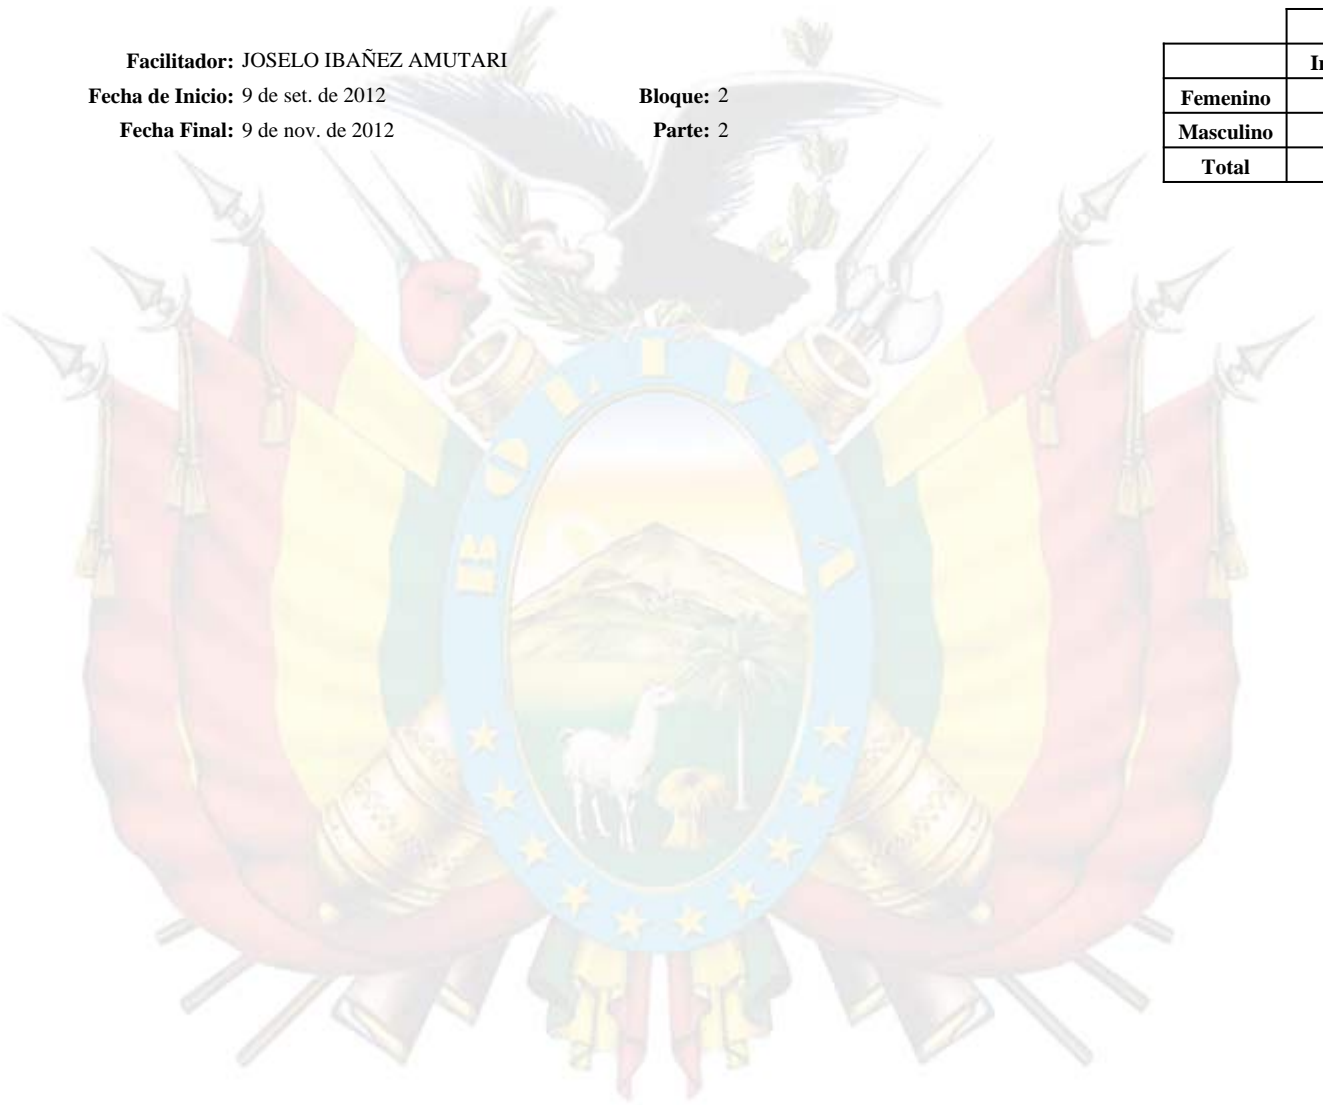 Facilitador: JOSELO IBAÑEZ AMUTARI
Fecha de Inicio: 9 de set. de 2012 Bloque: 2
Fecha Final: 9 de nov. de 2012 Parte: 2
Femenino
Masculino
Total
BOLIVIA